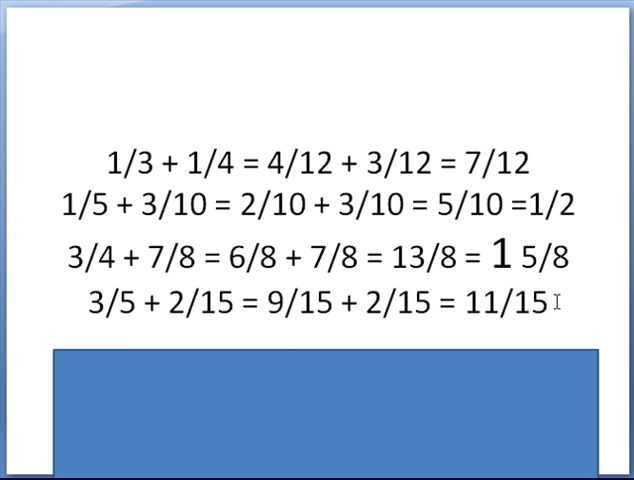 1/3 + 1/4 = 4/12 + 3/12 = 7/12
1/5 + 3/10 = 2/10 + 3/10 = 5/10 =1/2
3/4 + 7/8 = 6/8 + 7/8 = 13/8 = 1 5/8
3/5 + 2/15 = 9/15 + 2/15 = 11/15